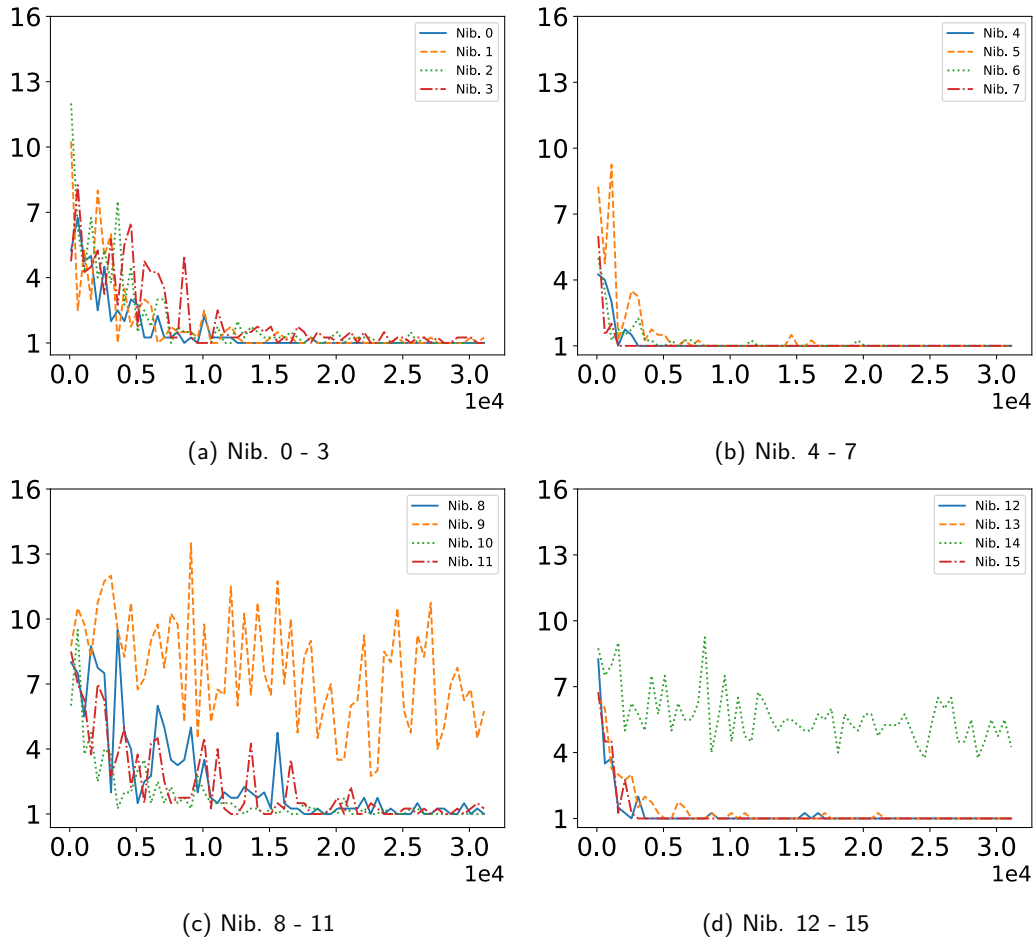 16
13
10
7
4
1
0.0 0.5 1.0 1.5 2.0 2.5 3.0
1e4
Nib. 0
Nib. 1
Nib. 2
Nib. 3
(a) Nib. 0 - 3
16
13
10
7
4
1
0.0 0.5 1.0 1.5 2.0 2.5 3.0
1e4
Nib. 4
Nib. 5
Nib. 6
Nib. 7
(b) Nib. 4 - 7
16
13
10
7
4
1
0.0 0.5 1.0 1.5 2.0 2.5 3.0
1e4
Nib. 8
Nib. 9
Nib. 10
Nib. 11
(c) Nib. 8 - 11
16
13
10
7
4
1
0.0 0.5 1.0 1.5 2.0 2.5 3.0
1e4
Nib. 12
Nib. 13
Nib. 14
Nib. 15
(d) Nib. 12 - 15